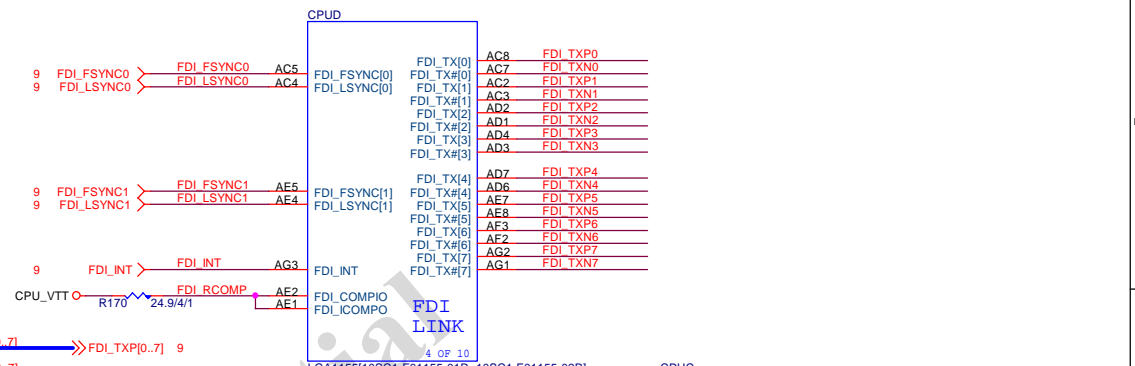 CPUD
9 FDI_FSYNC0 FDI_FSYNC0 AC5 FDI_FSYNC[0]
9 FDI_LSYNC0 FDI_LSYNC0 AC4 FDI_LSYNC[0]
FDI_TX[0] AC8 FDI_TXP0
FDI_TX#[0] AC7 FDI_TXN0
FDI_TX[1] AC2 FDI_TXP1
FDI_TX#[1] AC3 FDI_TXN1
FDI_TX[2] AD2 FDI_TXP2
FDI_TX#[2] AD1 FDI_TXN2
FDI_TX[3] AD4 FDI_TXP3
FDI_TX#[3] AD3 FDI_TXN3
9 FDI_FSYNC1 FDI_FSYNC1 AE5 FDI_FSYNC[1]
9 FDI_LSYNC1 FDI_LSYNC1 AE4 FDI_LSYNC[1]
FDI_TX[4] AD7 FDI_TXP4
FDI_TX#[4] AD6 FDI_TXN4
FDI_TX[5] AE7 FDI_TXP5
FDI_TX#[5] AE8 FDI_TXN5
FDI_TX[6] AF3 FDI_TXP6
FDI_TX#[6] AF2 FDI_TXN6
FDI_TX[7] AG2 FDI_TXP7
FDI_TX#[7] AG1 FDI_TXN7
9 FDI_INT FDI_INT AG3 FDI_INT
CPU_VTT R170 24.9/4/1 FDI_RCOMP AE2 FDI_COMPIO
AE1 FDI_ICOMPO
FDI
LINK
4 OF 10
FDI_TXP[0..7] 9